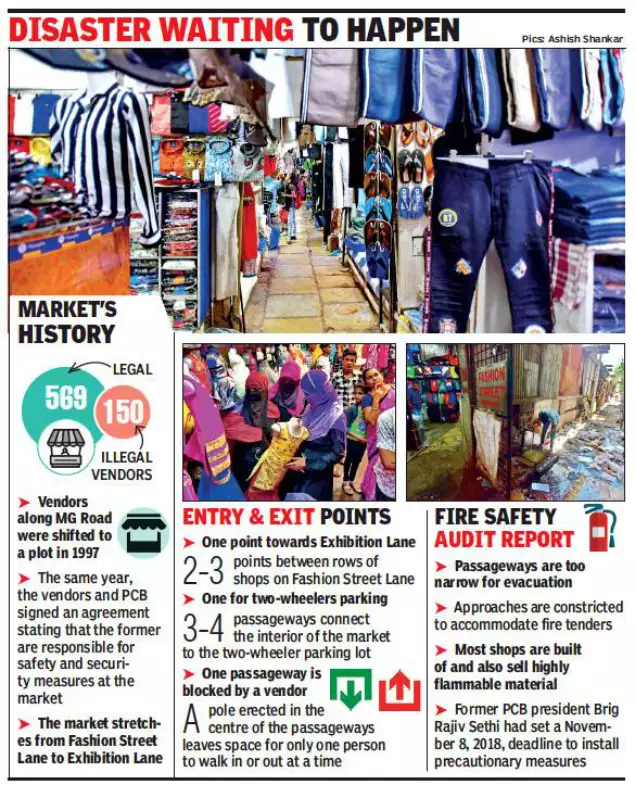 DISASTER WAITING TO HAPPEN
Pics: Ashish Shankar
MARKET'S
HISTORY
LEGAL
569
150
ILLEGAL
VENDORS
➤ Vendors
along MG Road
were shifted to
a plot in 1997
➤ The same year,
the vendors and PCB
signed an agreement
stating that the former
are responsible for
safety and securi-
ty measures at the
market
➤ The market stretch-
es from Fashion Street
Lane to Exhibition Lane
FASHION
STREET
ENTRY & EXIT POINTS
➤ One point towards Exhibition Lane
2-3 points between rows of
shops on Fashion Street Lane
➤ One for two-wheelers parking
3-4 passageways connect
the interior of the market
to the two-wheeler parking lot
➤ One passageway is
blocked by a vendor
A pole erected in the
centre of the passageways
leaves space for only one person
to walk in or out at a time
FIRE SAFETY
AUDIT REPORT
➤ Passageways are too
narrow for evacuation
➤ Approaches are constricted
to accommodate fire tenders
➤ Most shops are built
of and also sell highly
flammable material
➤ Former PCB president Brig
Rajiv Sethi had set a Novem-
ber 8, 2018, deadline to install
precautionary measures